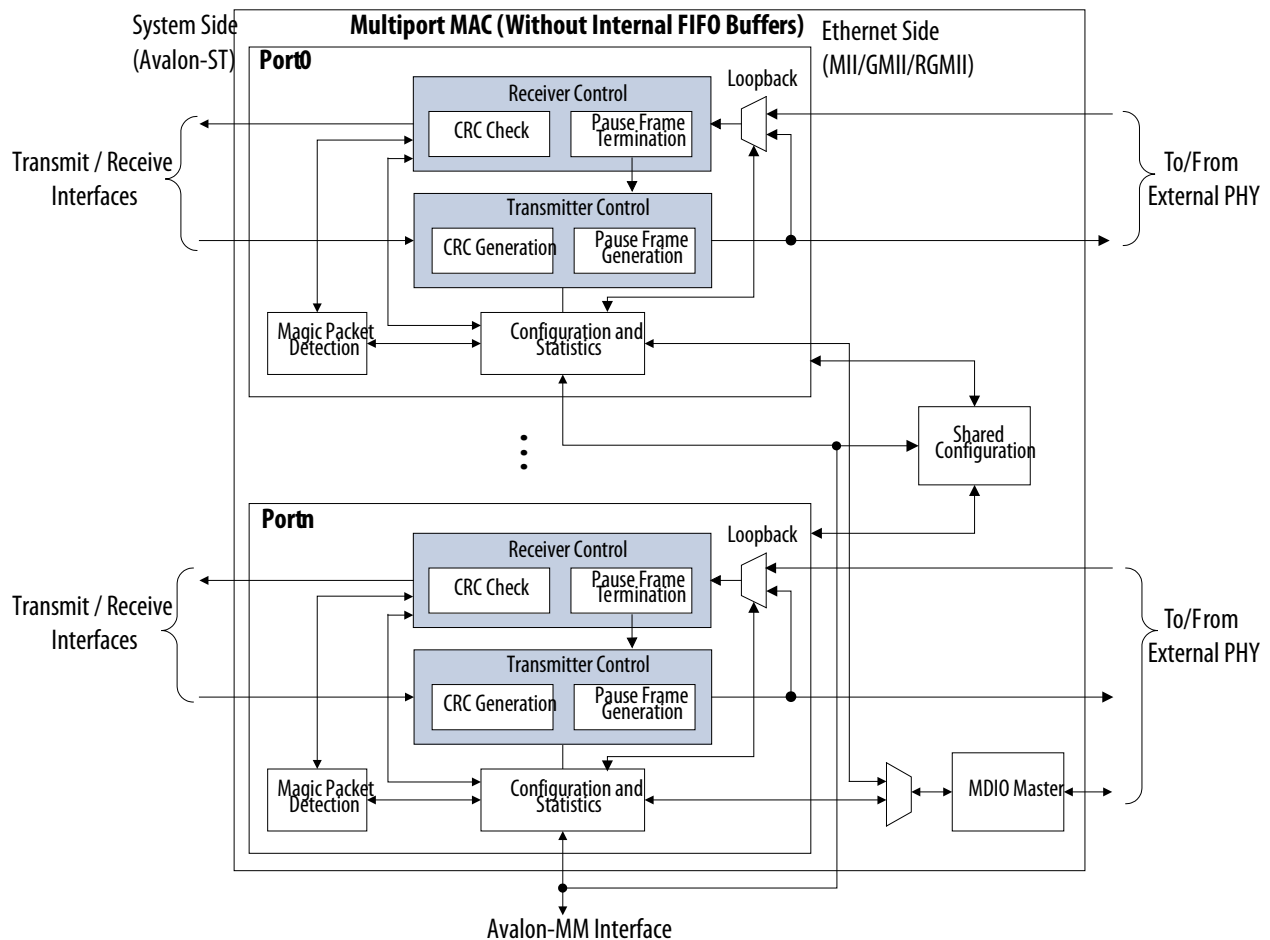 System Side
(Avalon-ST)
Multiport MAC (Without Internal FIFO Buffers)
Ethernet Side
(MII/GMII/RGMII)
Port0
Loopback
Receiver Control
CRC Check
Pause Frame
Termination
Transmit / Receive
Interfaces
To/From
External PHY
Transmitter Control
CRC Generation
Pause Frame
Generation
Magic Packet
Detection
Configuration and
Statistics
Shared
Configuration
Portn
Loopback
Receiver Control
CRC Check
Pause Frame
Termination
Transmit / Receive
Interfaces
To/From
External PHY
Transmitter Control
CRC Generation
Pause Frame
Generation
Magic Packet
Detection
Configuration and
Statistics
MDIO Master
Avalon-MM Interface